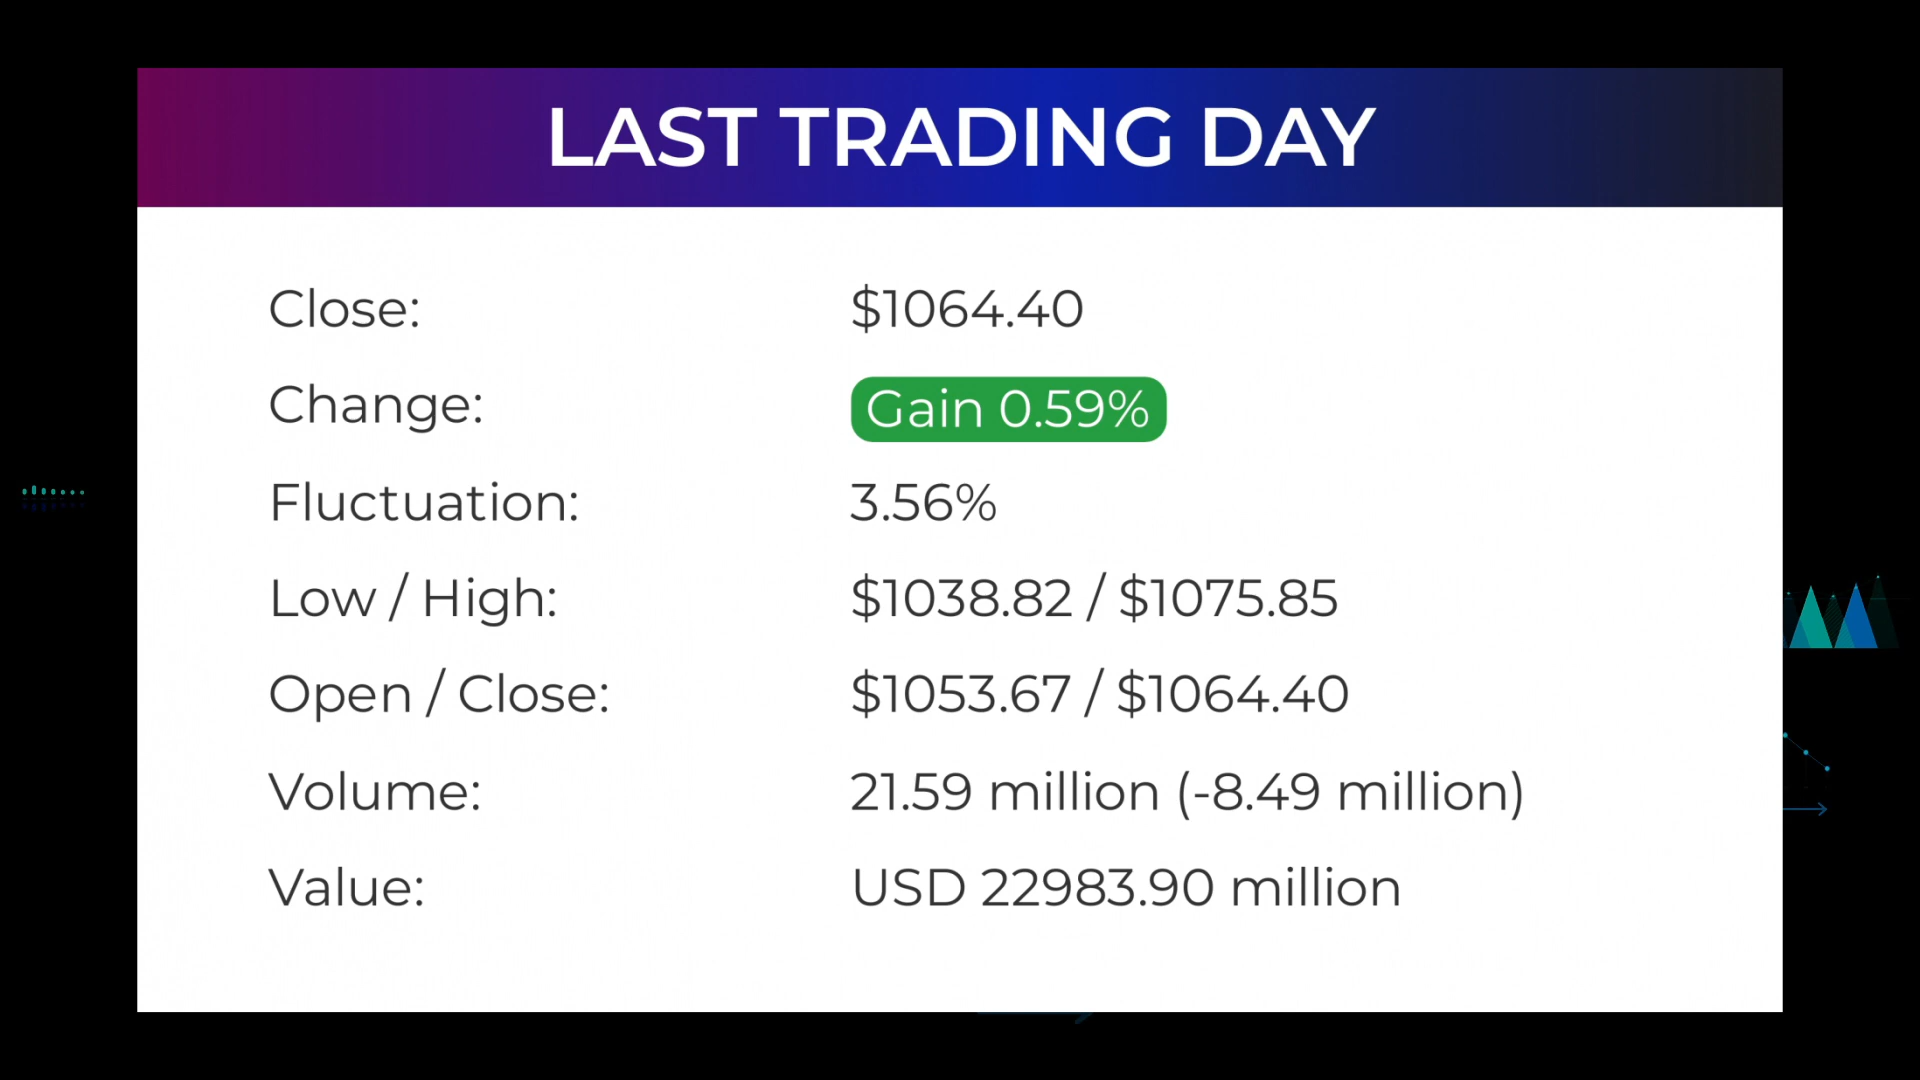 LAST TRADING DAY
Close: $1064.40
Change: Gain 0.59%
Fluctuation: 3.56%
Low / High: $1038.82 / $1075.85
Open / Close: $1053.67 / $1064.40
Volume: 21.59 million (-8.49 million)
Value: USD 22983.90 million